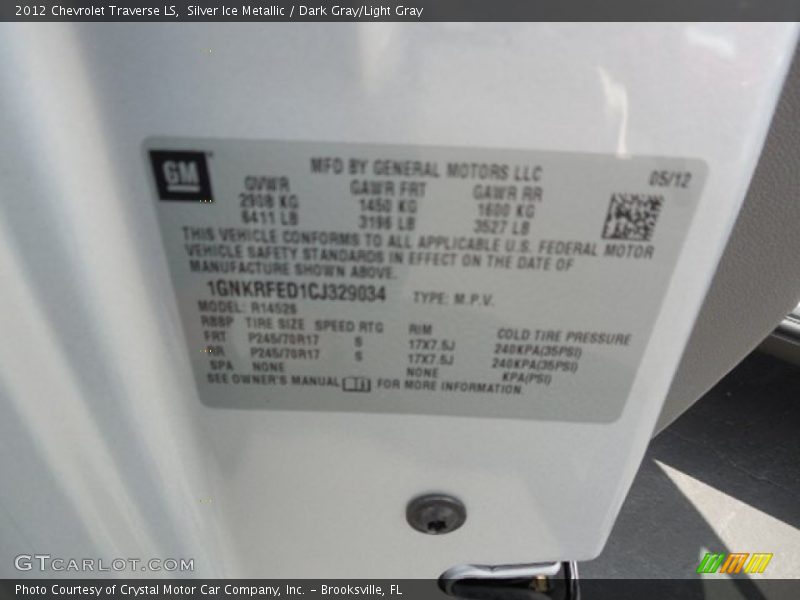 2012 Chevrolet Traverse LS, Silver Ice Metallic / Dark Gray/Light Gray
GM
MFD BY GENERAL MOTORS LLC 05/12
GVWR GAWR FRT GAWR RR
2908 KG 1450 KG 1600 KG
6411 LB 3196 LB 3527 LB
THIS VEHICLE CONFORMS TO ALL APPLICABLE U.S. FEDERAL MOTOR
VEHICLE SAFETY STANDARDS IN EFFECT ON THE DATE OF
MANUFACTURE SHOWN ABOVE.
1GNKRFED1CJ329034 TYPE: M.P.V.
MODEL: R14526
TIRE SIZE SPEED RTG RIM COLD TIRE PRESSURE
FRT P245/70R17 S 17X7.5J 240KPA(35PSI)
RR P245/70R17 S 17X7.5J 240KPA(35PSI)
SPA NONE NONE KPA(PSI)
SEE OWNER'S MANUAL FOR MORE INFORMATION.
GTCARLOT.COM
Photo Courtesy of Crystal Motor Car Company, Inc. – Brooksville, FL